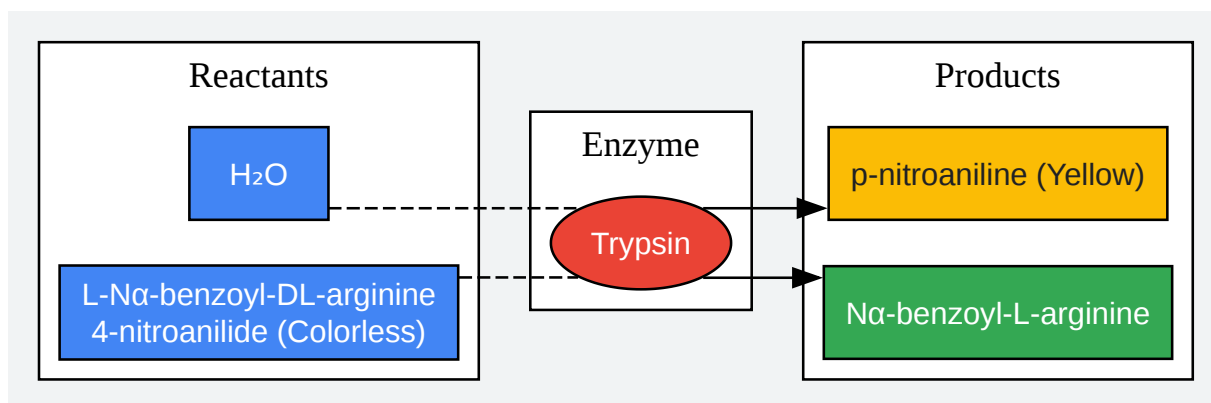 Reactants
H₂O
L-Nα-benzoyl-DL-arginine
4-nitroanilide (Colorless)
Enzyme
Trypsin
Products
p-nitroaniline (Yellow)
Nα-benzoyl-L-arginine